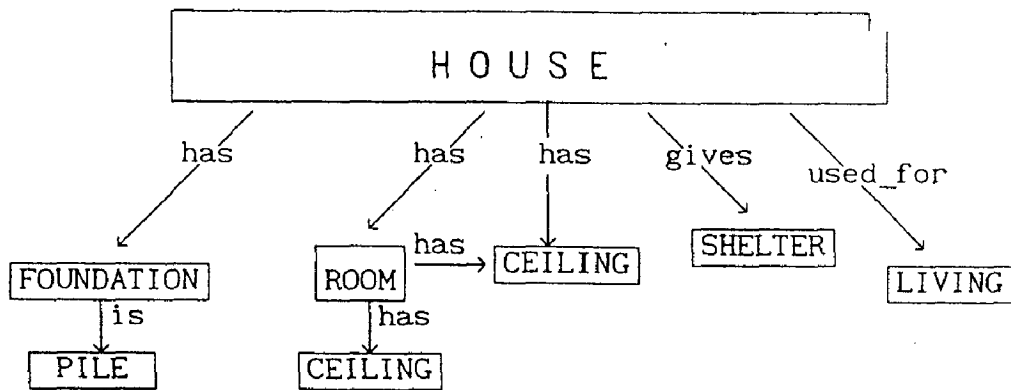 HOUSE
has has has gives used_for
has
FOUNDATION ROOM CEILING SHELTER LIVING
is has
PILE CEILING